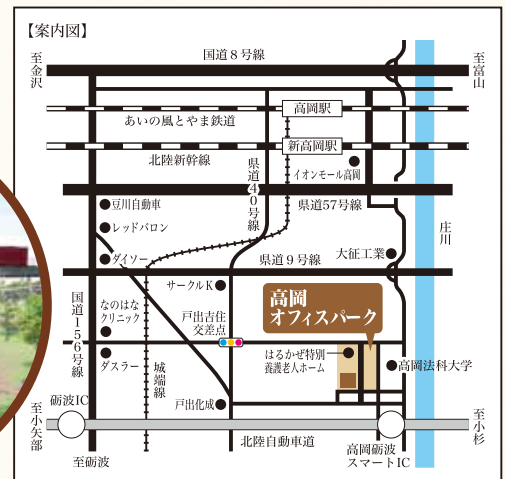 【案内図】
国道8号線
至金沢
至富山
高岡駅
あいの風とやま鉄道
新高岡駅
北陸新幹線
イオンモール高岡
県道40号線
豆川自動車
県道57号線
レッドバロン
庄川
大征工業
ダイソー
県道9号線
サークルK
高岡
オフィスパーク
国道156号線
なのはな
クリニック
戸出吉住
交差点
はるかぜ特別
養護老人ホーム
ダスラー
城端線
高岡法科大学
戸出化成
砺波IC
至小矢部
至小杉
北陸自動車道
至砺波
高岡砺波
スマートIC